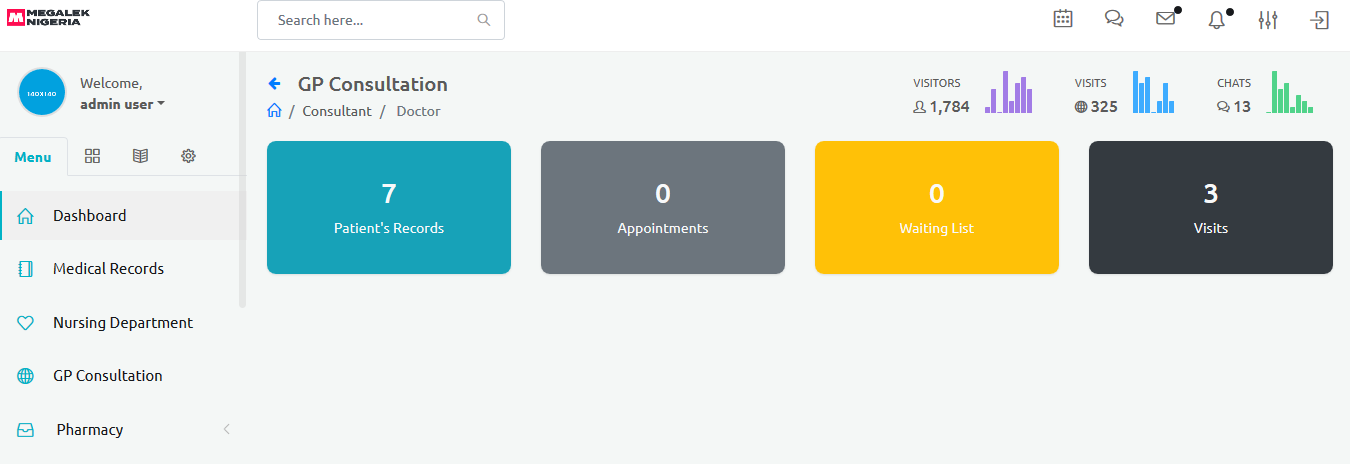 MEGALEK
NIGERIA
Search here...
140X140
Welcome,
admin user
Menu
Dashboard
Medical Records
Nursing Department
GP Consultation
Pharmacy
GP Consultation
/ Consultant / Doctor
VISITORS
1,784
VISITS
325
CHATS
13
7
Patient's Records
0
Appointments
0
Waiting List
3
Visits